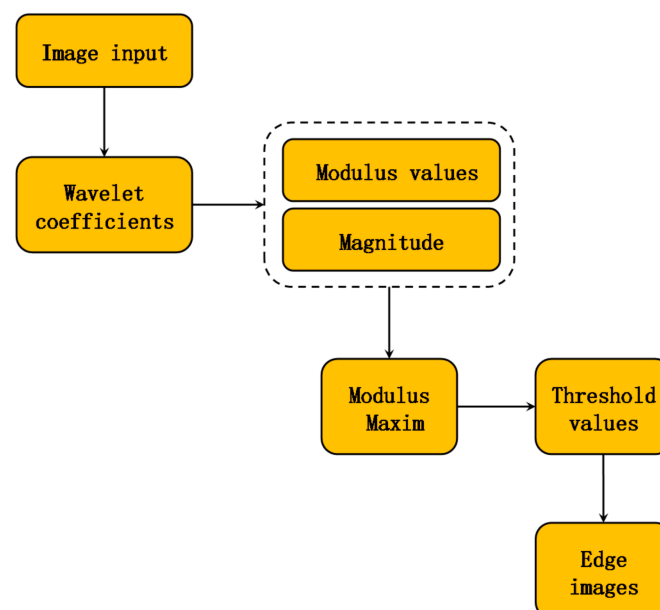 Image input
Wavelet
coefficients
Modulus values
Magnitude
Modulus
Maxim
Threshold
values
Edge
images